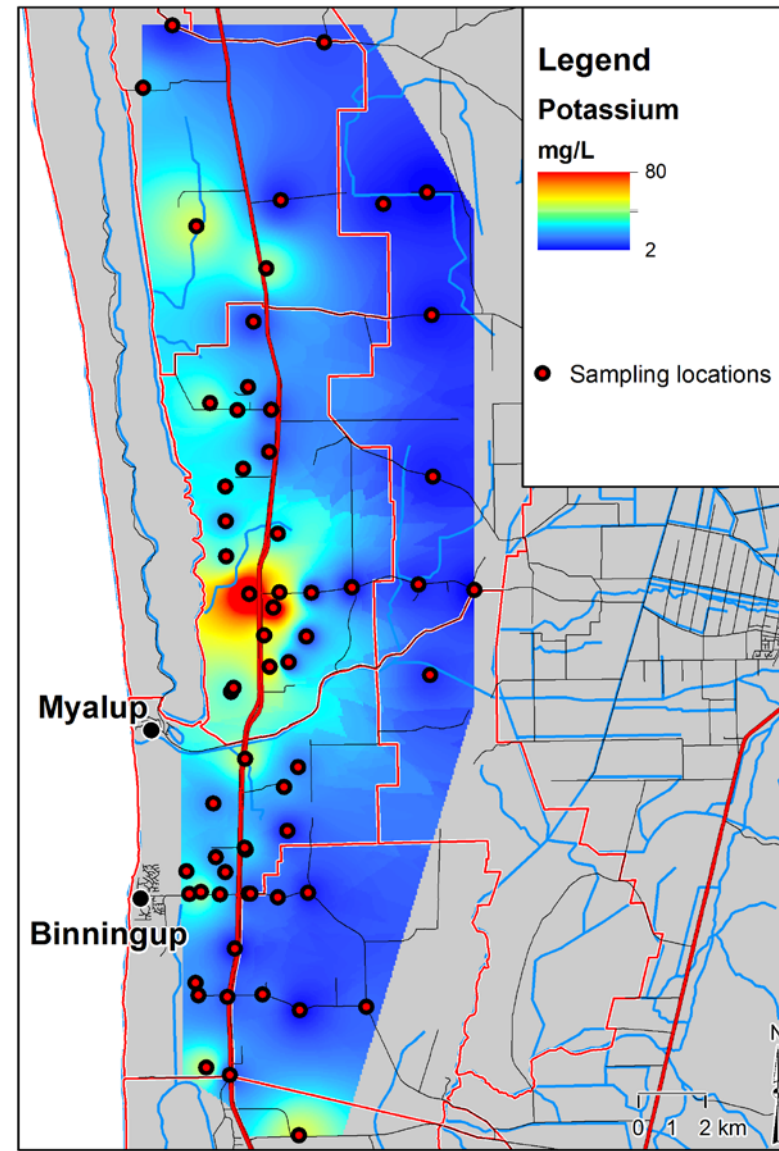 Legend
Potassium
mg/L
80
2
Sampling locations
Myalup
Binningup
N
0 1 2 km